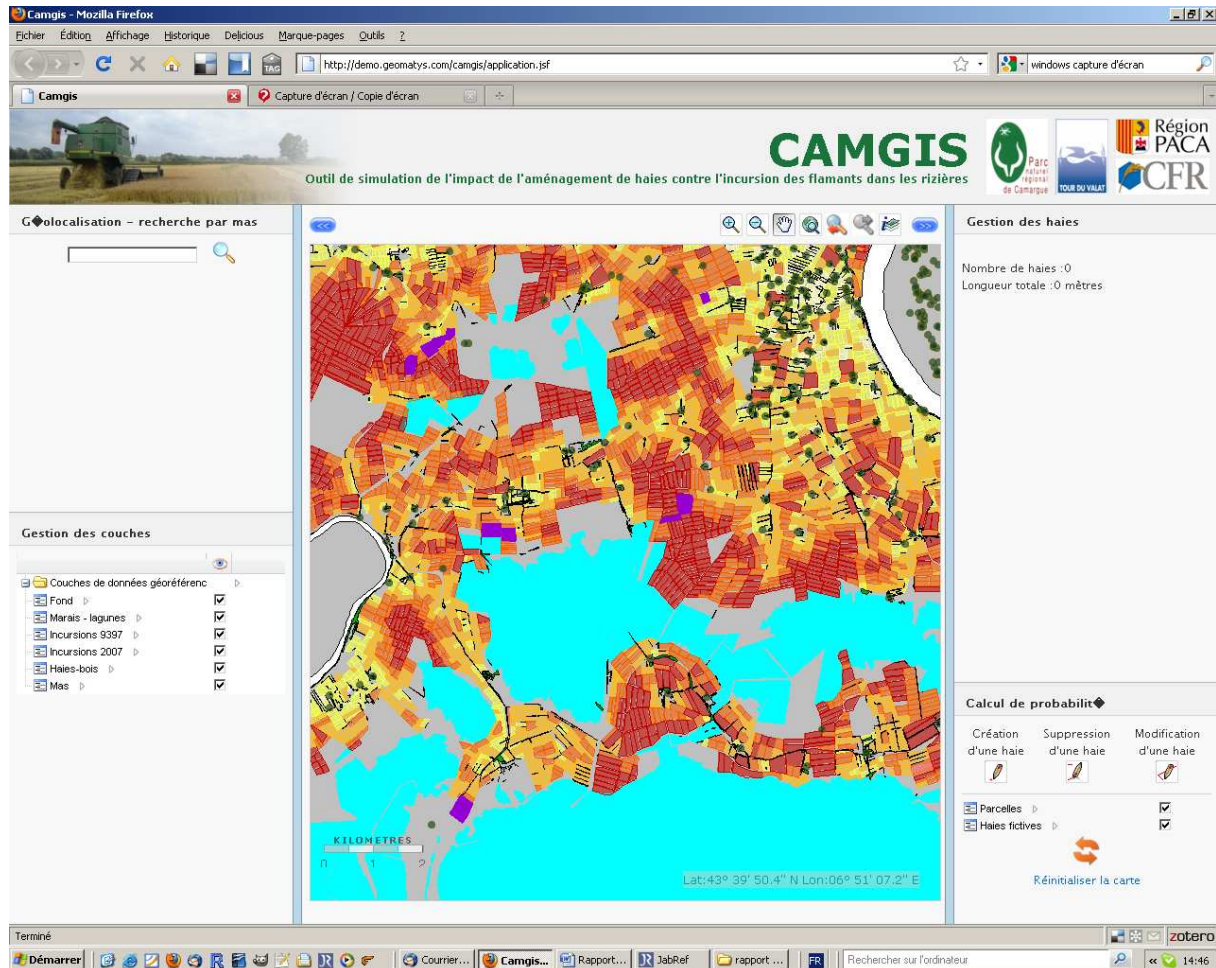 Camgis - Mozilla Firefox
Fichier Édition Affichage Historique Delicious Marque-pages Outils ?
TAG
http://demo.geomatys.com/camgis/application.jsf
windows capture d'écran
Camgis
Capture d'écran / Copie d'écran
CAMGIS
Outil de simulation de l'impact de l'aménagement de haies contre l'incursion des flamants dans les rizières
Parc
naturel
régional
de Camargue
TOUR DU VALAT
Région
PACA
CFR
G�olocalisation - recherche par mas
Gestion des couches
Couches de données géoréférenc
Fond
Marais - lagunes
Incursions 9397
Incursions 2007
Haies-bois
Mas
1
KILOMETRES
0 1 2
Lat:43º 39' 50.4" N Lon:06º 51' 07.2" E
Gestion des haies
Nombre de haies :0
Longueur totale :0 mètres
Calcul de probabilit�
Création
d'une haie
Suppression
d'une haie
Modification
d'une haie
Parcelles
Haies fictives
Réinitialiser la carte
Terminé
zotero
Démarrer
Courrier...
Camgis...
Rapport...
JabRef
rapport ...
FR
Rechercher sur l'ordinateur
14:46